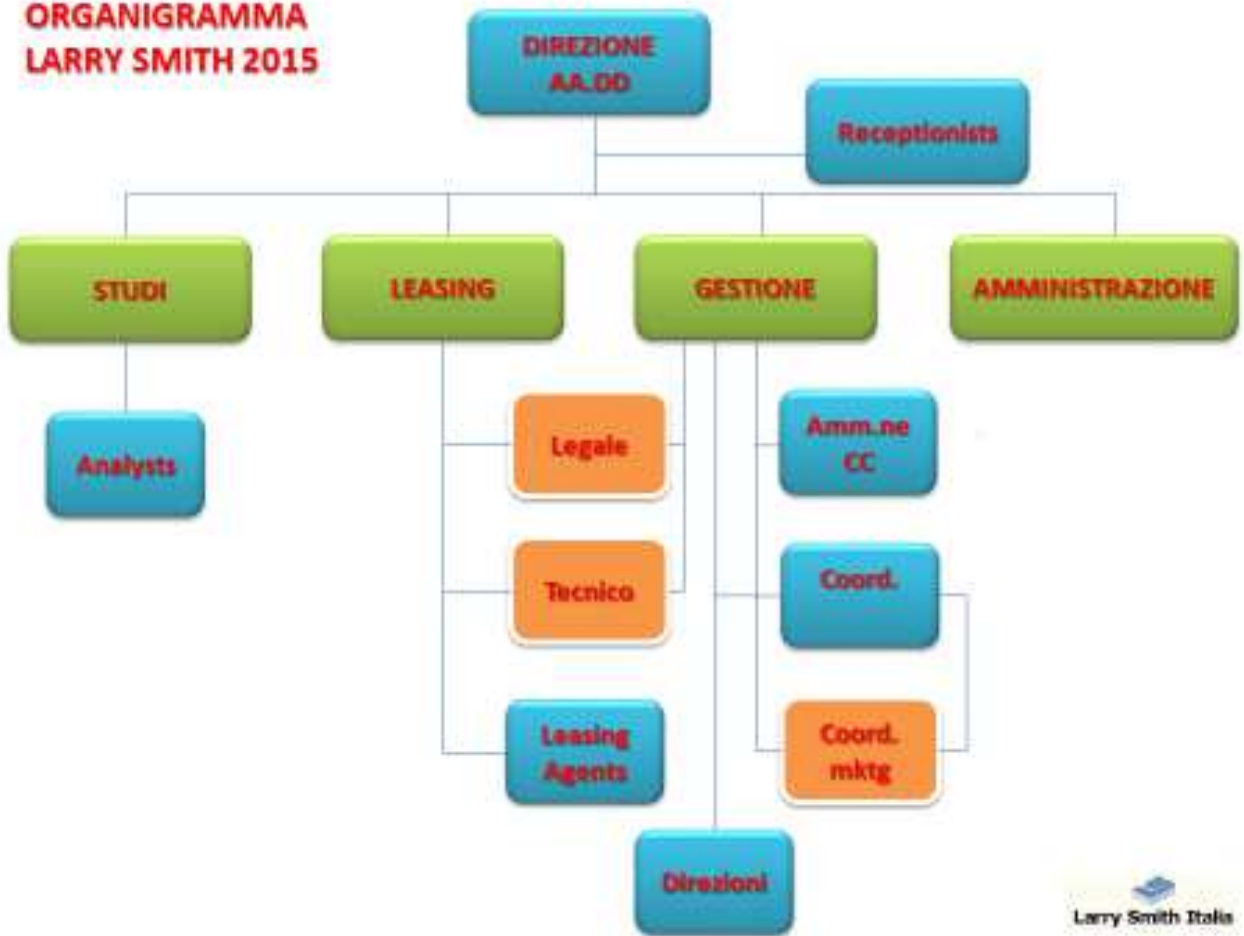 ORGANIGRAMMA
LARRY SMITH 2015
DIREZIONE
AA.DD
Receptionists
STUDI
LEASING
GESTIONE
AMMINISTRAZIONE
Analysts
Legale
Amm.ne
CC
Tecnico
Coord.
Leasing
Agents
Coord.
mktg
Direzioni
Larry Smith Italia